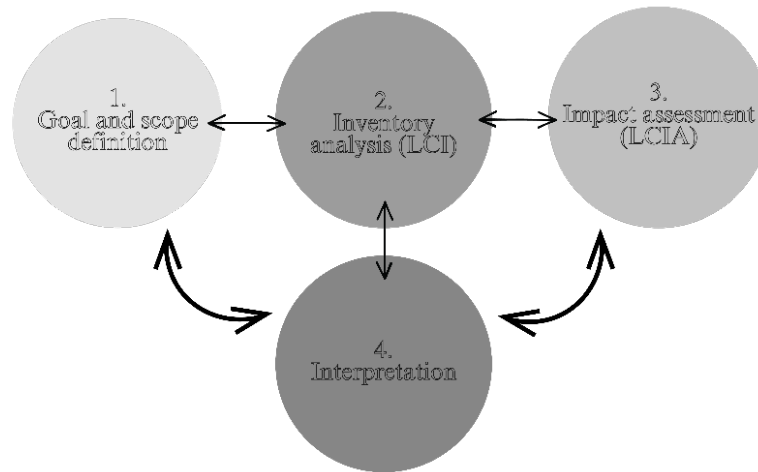 1.
Goal and scope
definition
2.
Inventory
analysis (LCI)
3.
Impact assessment
(LCIA)
4.
Interpretation